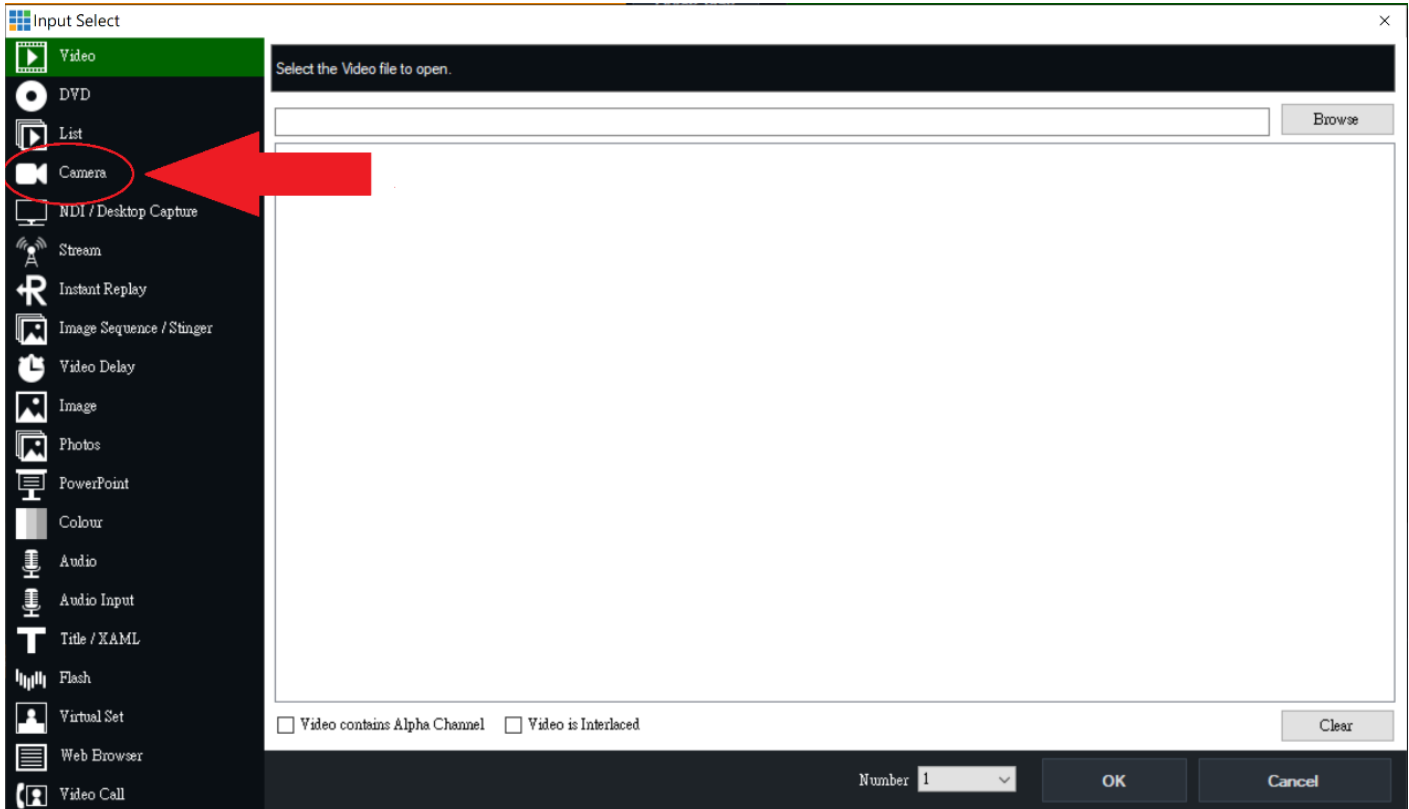 Input Select
Video
Select the Video file to open.
DVD
List
Browse
Camera
NDI / Desktop Capture
Stream
Instant Replay
Image Sequence / Stinger
Video Delay
Image
Photos
PowerPoint
Colour
Audio
Audio Input
Title / XAML
Flash
Virtual Set
Video contains Alpha Channel
Video is Interlaced
Clear
Web Browser
Number 1
OK
Cancel
Video Call